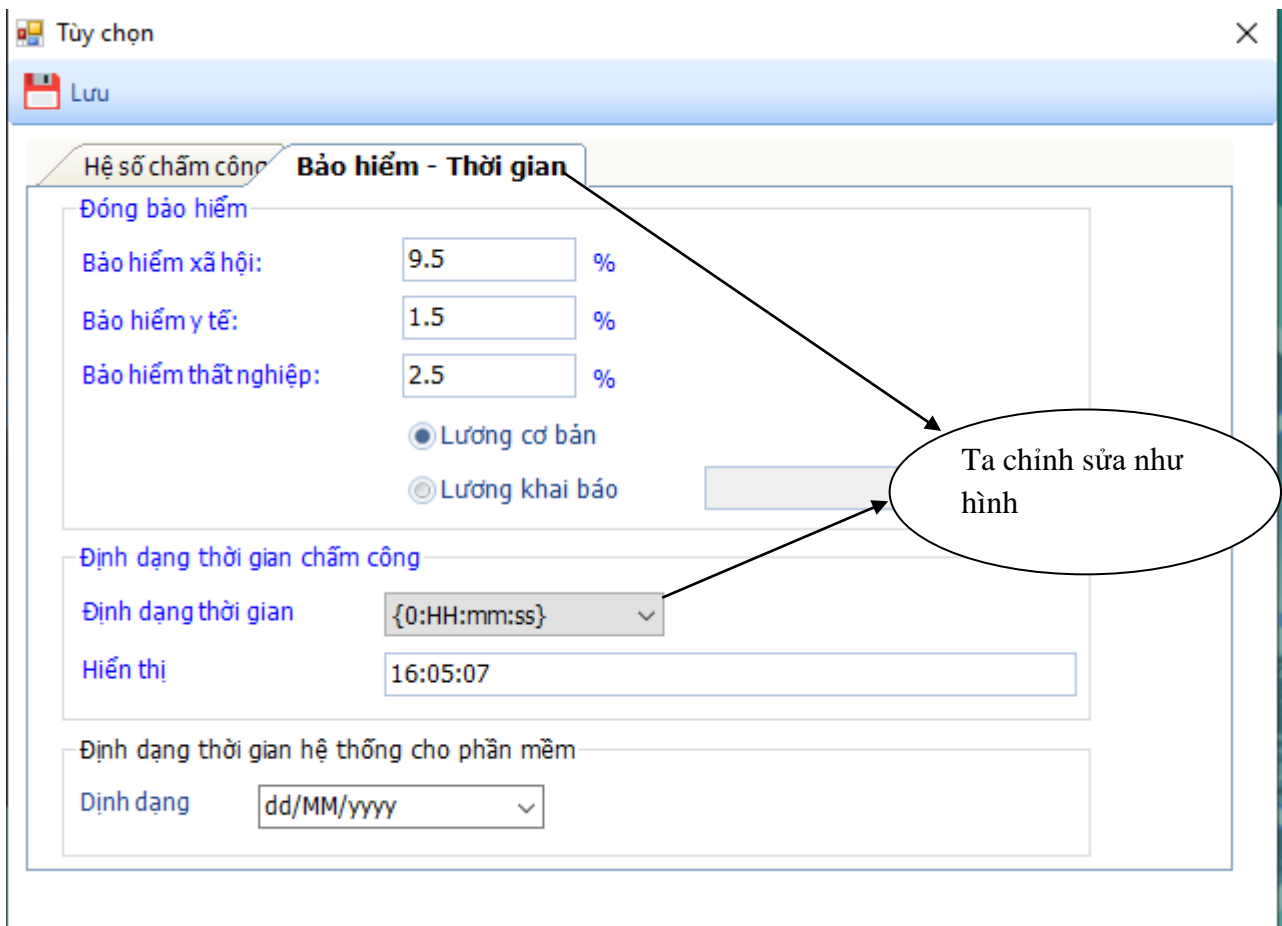 Tùy chọn
Lưu
Hệ số chấm công
Bảo hiểm - Thời gian
Đóng bảo hiểm
Bảo hiểm xã hội: 9.5 %
Bảo hiểm y tế: 1.5 %
Bảo hiểm thất nghiệp: 2.5 %
Lương cơ bản
Lương khai báo
Ta chỉnh sửa như
hình
Định dạng thời gian chấm công
Định dạng thời gian {0:HH:mm:ss}
Hiển thị 16:05:07
Định dạng thời gian hệ thống cho phần mềm
Dịnh dạng dd/MM/yyyy